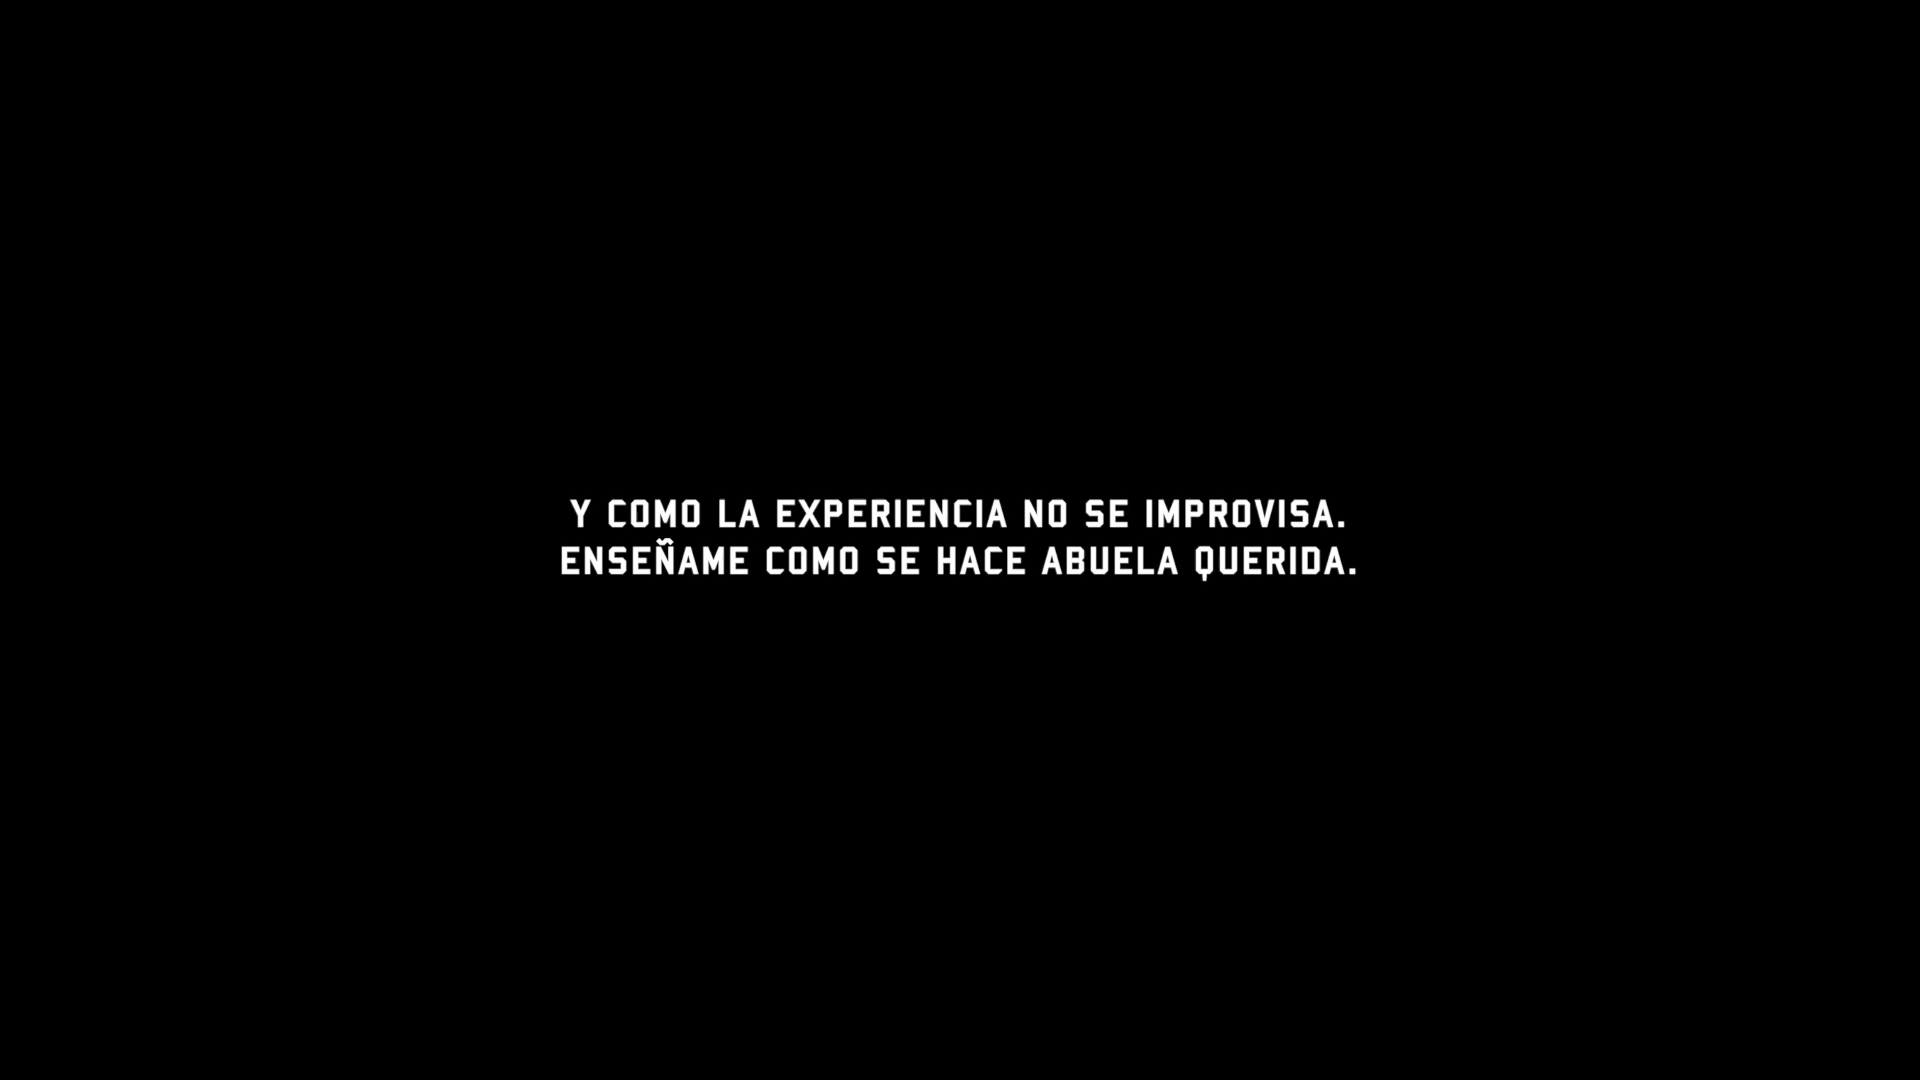 Y COMO LA EXPERIENCIA NO SE IMPROVISA.
ENSEÑAME COMO SE HACE ABUELA QUERIDA.